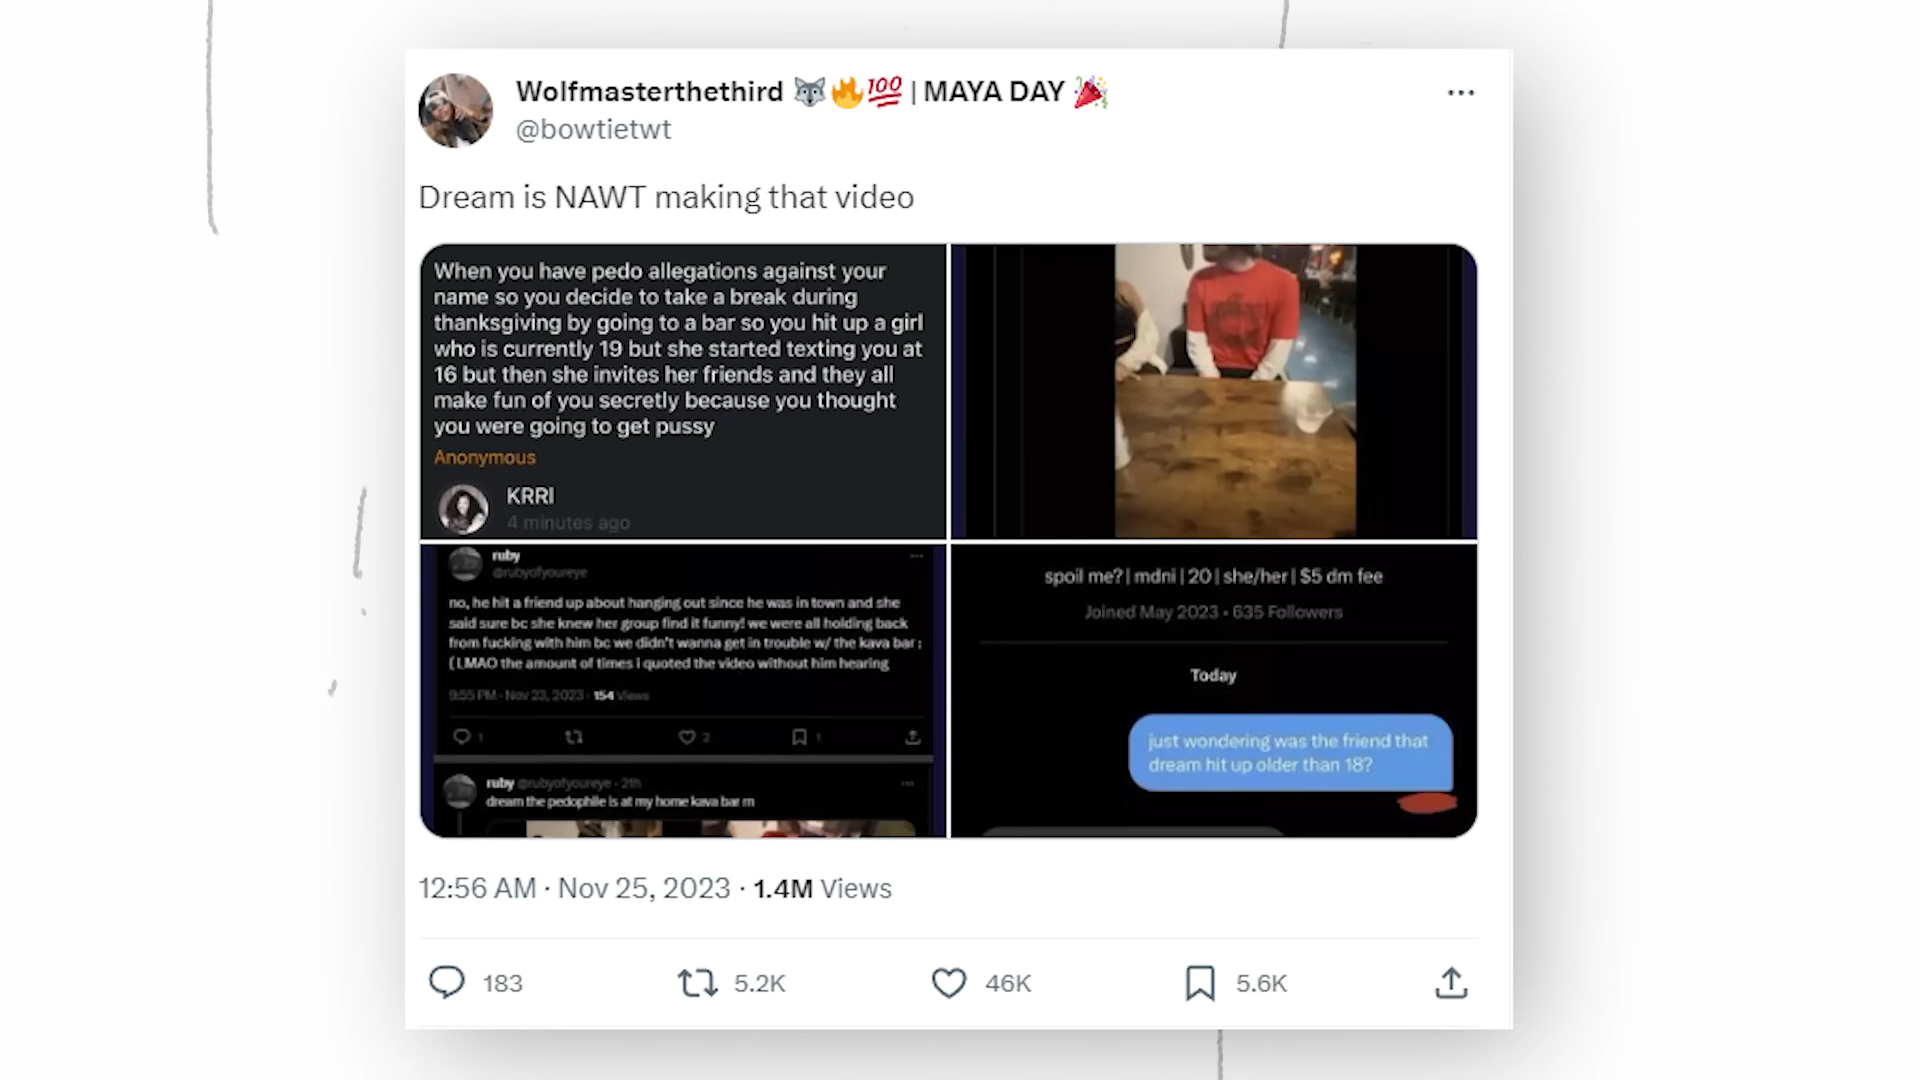 Wolfmasterthethird 🐺🔥💯 | MAYA DAY 🎉
@bowtietwt
Dream is NAWT making that video
When you have pedo allegations against your
name so you decide to take a break during
thanksgiving by going to a bar so you hit up a girl
who is currently 19 but she started texting you at
16 but then she invites her friends and they all
make fun of you secretly because you thought
you were going to get pussy
Anonymous
KRRI
4 minutes ago
ruby
@rubyofyoureye
no, he hit a friend up about hanging out since he was in town and she
said sure bc she knew her group find it funny! we were all holding back
from fucking with him bc we didn't wanna get in trouble w/ the kava bar :
( LMAO the amount of times i quoted the video without him hearing
9:55 PM · Nov 23, 2023 · 154 Views
1
2
1
ruby @rubyofyoureye · 21h
dream the pedophile is at my home kava bar rn
spoil me? | mdni | 20 | she/her | $5 dm fee
Joined May 2023 · 635 Followers
Today
just wondering was the friend that
dream hit up older than 18?
12:56 AM · Nov 25, 2023 · 1.4M Views
183
5.2K
46K
5.6K